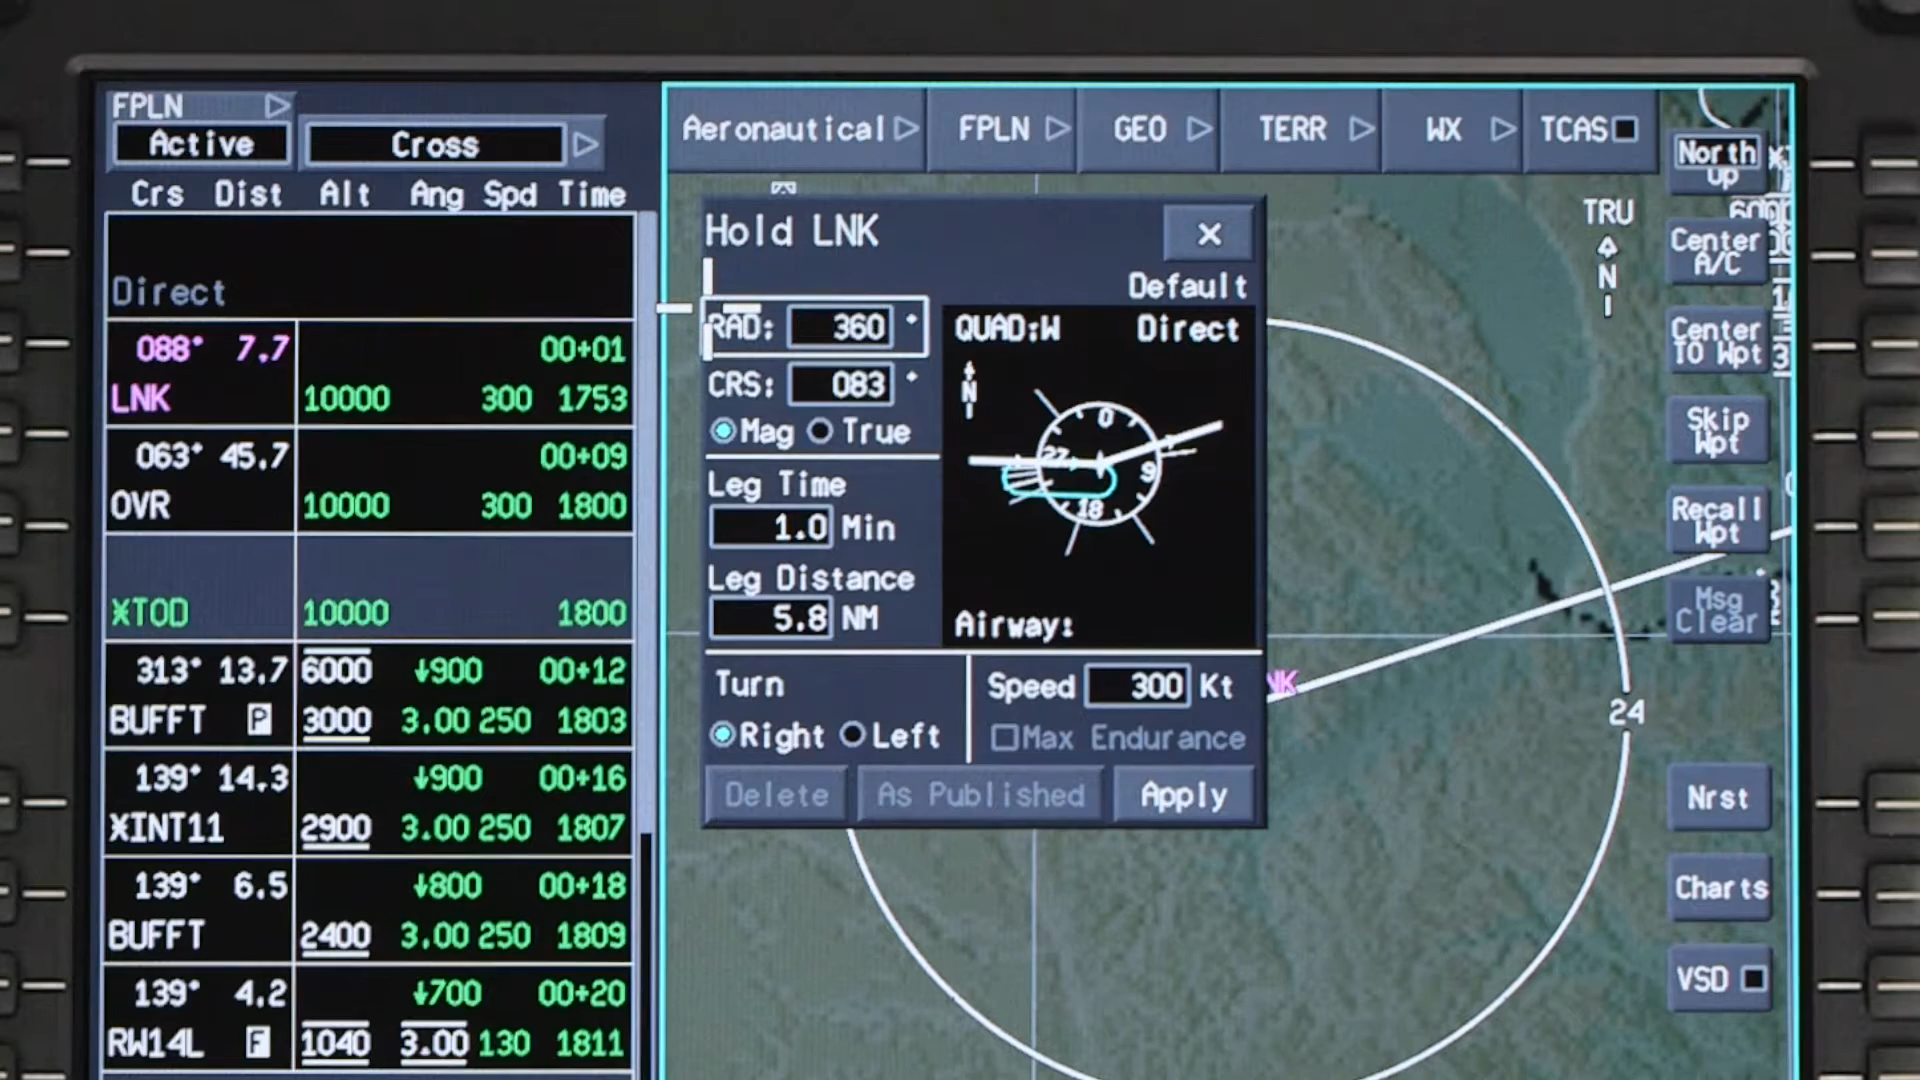 FPLN
Active
Cross
Crs Dist Alt Ang Spd Time
Direct
088° 7.7 00+01
LNK 10000 300 1753
063° 45.7 00+09
OVR 10000 300 1800
XTOD 10000 1800
313° 13.7 6000 ↓900 00+12
BUFFT P 3000 3.00 250 1803
139° 14.3 ↓900 00+16
XINT11 2900 3.00 250 1807
139° 6.5 ↓800 00+18
BUFFT 2400 3.00 250 1809
139° 4.2 ↓700 00+20
RW14L F 1040 3.00 130 1811
Aeronautical FPLN GEO TERR WX TCAS
Hold LNK
×
Default
RAD: 360 °
CRS: 083 °
Mag True
Leg Time
1.0 Min
Leg Distance
5.8 NM
QUAD:W Direct
N
0
27
9
18
Airway:
Turn
Right Left
Speed 300 Kt
Max Endurance
Delete As Published Apply
TRU
N
24
North
Up
Center
A/C
Center
TO Wpt
Skip
Wpt
Recall
Wpt
Msg
Clear
Nrst
Charts
VSD